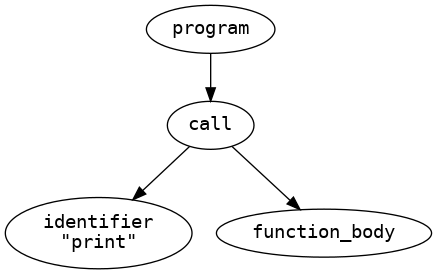 program
call
identifier
"print"
function_body